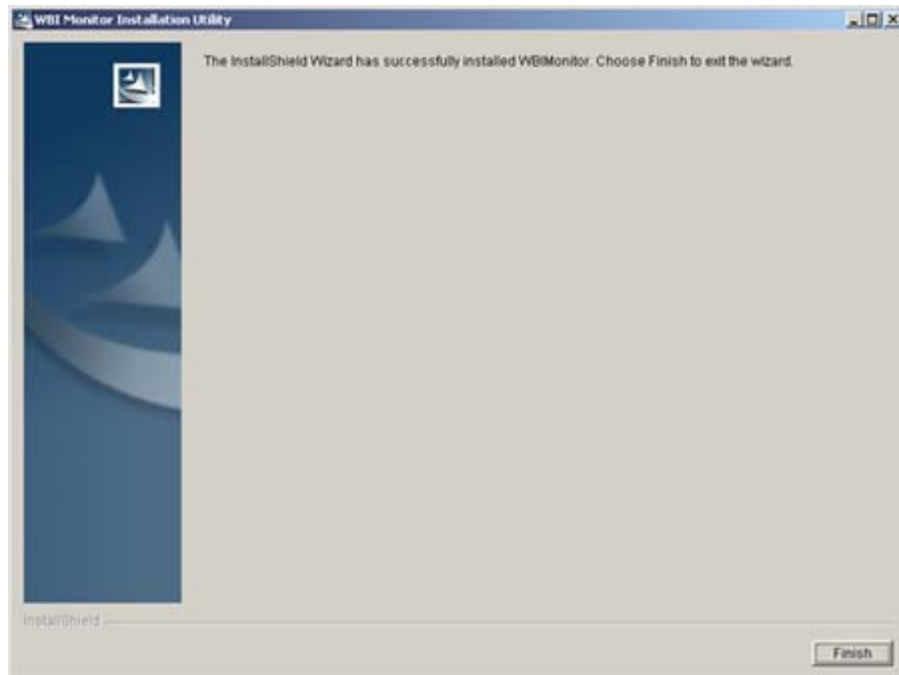 WBI Monitor Installation Utility
The InstallShield Wizard has successfully installed WBIMonitor. Choose Finish to exit the wizard.
InstallShield
Finish